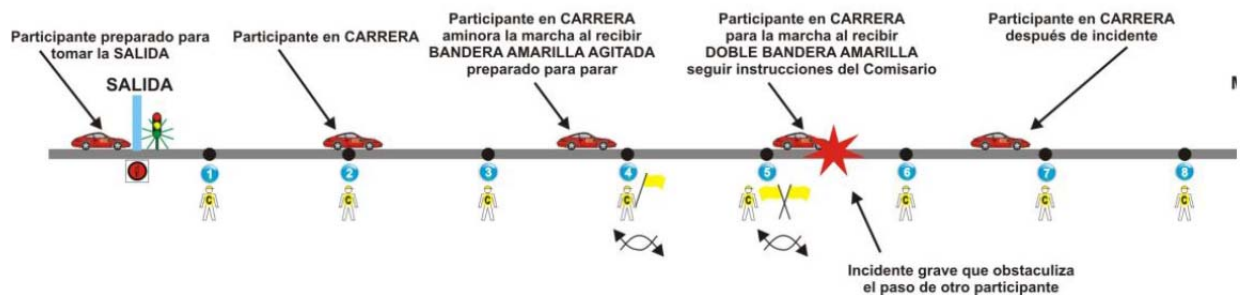 Participante preparado para
tomar la SALIDA
SALIDA
Participante en CARRERA
Participante en CARRERA
aminora la marcha al recibir
BANDERA AMARILLA AGITADA
preparado para parar
Participante en CARRERA
para la marcha al recibir
DOBLE BANDERA AMARILLA
seguir instrucciones del Comisario
Participante en CARRERA
después de incidente
1
2
3
4
5
6
7
8
C
C
C
C
C
C
C
C
Incidente grave que obstaculiza
el paso de otro participante